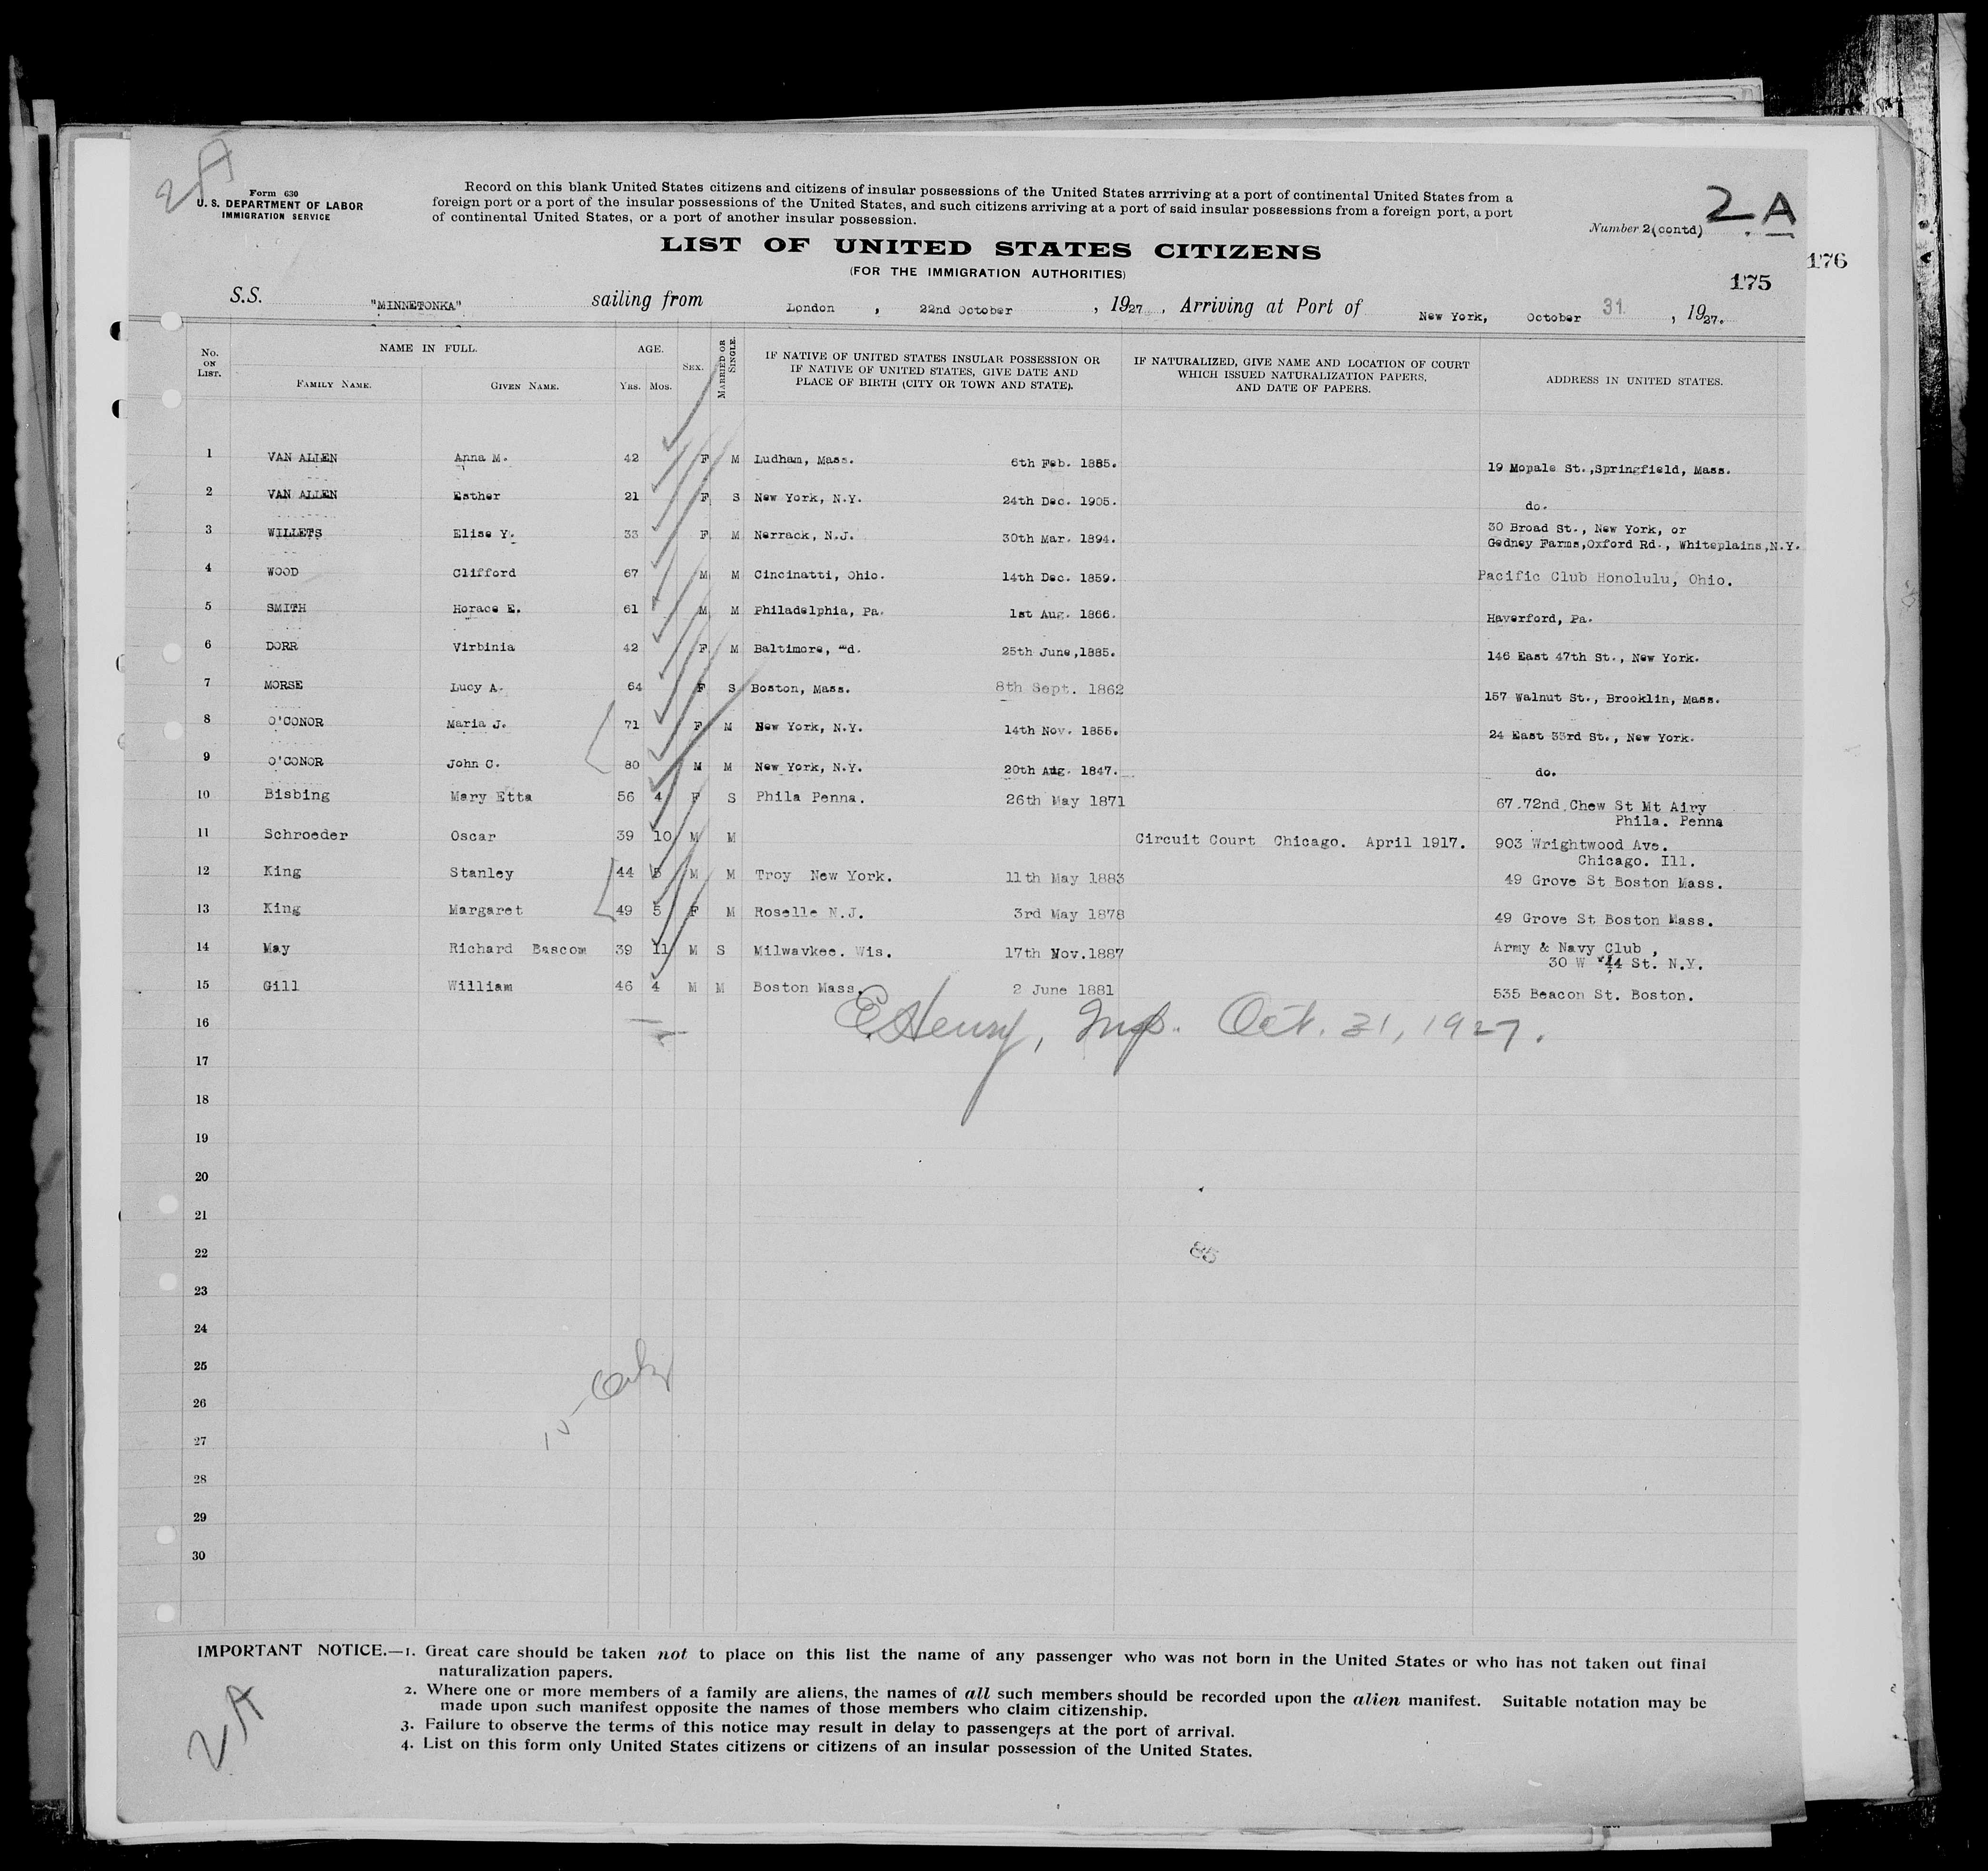 2A
Form 630
U. S. DEPARTMENT OF LABOR
IMMIGRATION SERVICE
Record on this blank United States citizens and citizens of insular possessions of the United States arrriving at a port of continental United States from a
foreign port or a port of the insular possessions of the United States, and such citizens arriving at a port of said insular possessions from a foreign port, a port
of continental United States, or a port of another insular possession.
2A
Number 2(contd)
LIST OF UNITED STATES CITIZENS
(FOR THE IMMIGRATION AUTHORITIES)
176
175
S.S. "MINNETONKA" sailing from London, 22nd October, 1927, Arriving at Port of New York, October 31, 1927.
No. ON LIST. NAME IN FULL. FAMILY NAME. GIVEN NAME. AGE. YRS. MOS. SEX. MARRIED OR SINGLE. IF NATIVE OF UNITED STATES INSULAR POSSESSION OR IF NATIVE OF UNITED STATES, GIVE DATE AND PLACE OF BIRTH (CITY OR TOWN AND STATE). IF NATURALIZED, GIVE NAME AND LOCATION OF COURT WHICH ISSUED NATURALIZATION PAPERS, AND DATE OF PAPERS. ADDRESS IN UNITED STATES.
1 VAN ALLEN Anna M. 42 F M Ludham, Mass. 6th Feb. 1885. 19 Mopale St.,Springfield, Mass.
2 VAN ALLEN Esther 21 F S New York, N.Y. 24th Dec. 1905. do.
3 WILLETS Elise Y. 33 F M Nerrack, N.J. 30th Mar. 1894. 30 Broad St., New York, or
Gedney Farms,Oxford Rd., Whiteplains,N.Y.
4 WOOD Clifford 67 M M Cincinatti, Ohio. 14th Dec. 1859. Pacific Club Honolulu, Ohio.
5 SMITH Horace E. 61 M M Philadelphia, Pa. 1st Aug. 1866. Haverford, Pa.
6 DORR Virbinia 42 F M Baltimore, Md. 25th June,1885. 146 East 47th St., New York.
7 MORSE Lucy A. 64 F S Boston, Mass. 8th Sept. 1862 157 Walnut St., Brooklin, Mass.
8 O'CONOR Maria J. 71 F M New York, N.Y. 14th Nov. 1855. 24 East 33rd St., New York.
9 O'CONOR John C. 80 M M New York, N.Y. 20th Aug. 1847. do.
10 Bisbing Mary Etta 56 4 F S Phila Penna. 26th May 1871 67.72nd Chew St Mt Airy
Phila. Penna
11 Schroeder Oscar 39 10 M M Circuit Court Chicago. April 1917. 903 Wrightwood Ave.
Chicago. Ill.
12 King Stanley 44 5 M M Troy New York. 11th May 1883 49 Grove St Boston Mass.
13 King Margaret 49 5 F M Roselle N.J. 3rd May 1878 49 Grove St Boston Mass.
14 May Richard Bascom 39 11 M S Milwavkee. Wis. 17th Nov.1887 Army & Navy Club,
30 W 44 St. N.Y.
15 Gill William 46 4 M M Boston Mass. 2 June 1881 535 Beacon St. Boston.
16 EHenry, Insp. Oct. 31, 1927.
17
18
19
20
21
22
23
24
25
26
27
28
29
30
IMPORTANT NOTICE.—1. Great care should be taken not to place on this list the name of any passenger who was not born in the United States or who has not taken out final
naturalization papers.
2. Where one or more members of a family are aliens, the names of all such members should be recorded upon the alien manifest. Suitable notation may be
made upon such manifest opposite the names of those members who claim citizenship.
3. Failure to observe the terms of this notice may result in delay to passengers at the port of arrival.
4. List on this form only United States citizens or citizens of an insular possession of the United States.
2A